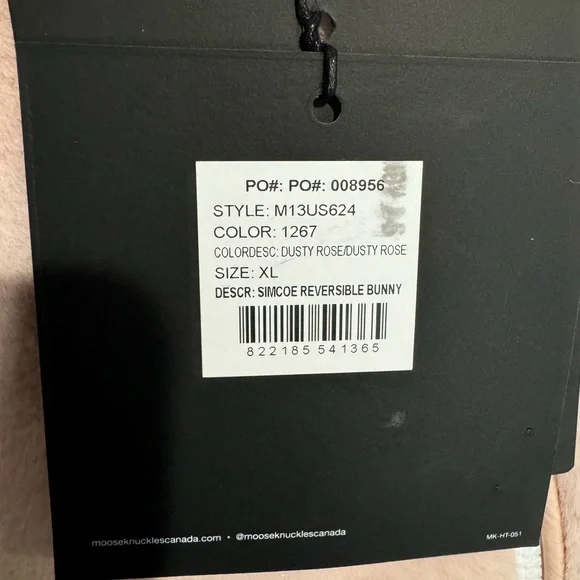 PO#: PO#: 008956
STYLE: M13US624
COLOR: 1267
COLORDESC: DUSTY ROSE/DUSTY ROSE
SIZE: XL
DESCR: SIMCOE REVERSIBLE BUNNY
822185 541365
mooseknucklescanada.com • @mooseknucklescanada
MK-HT-051